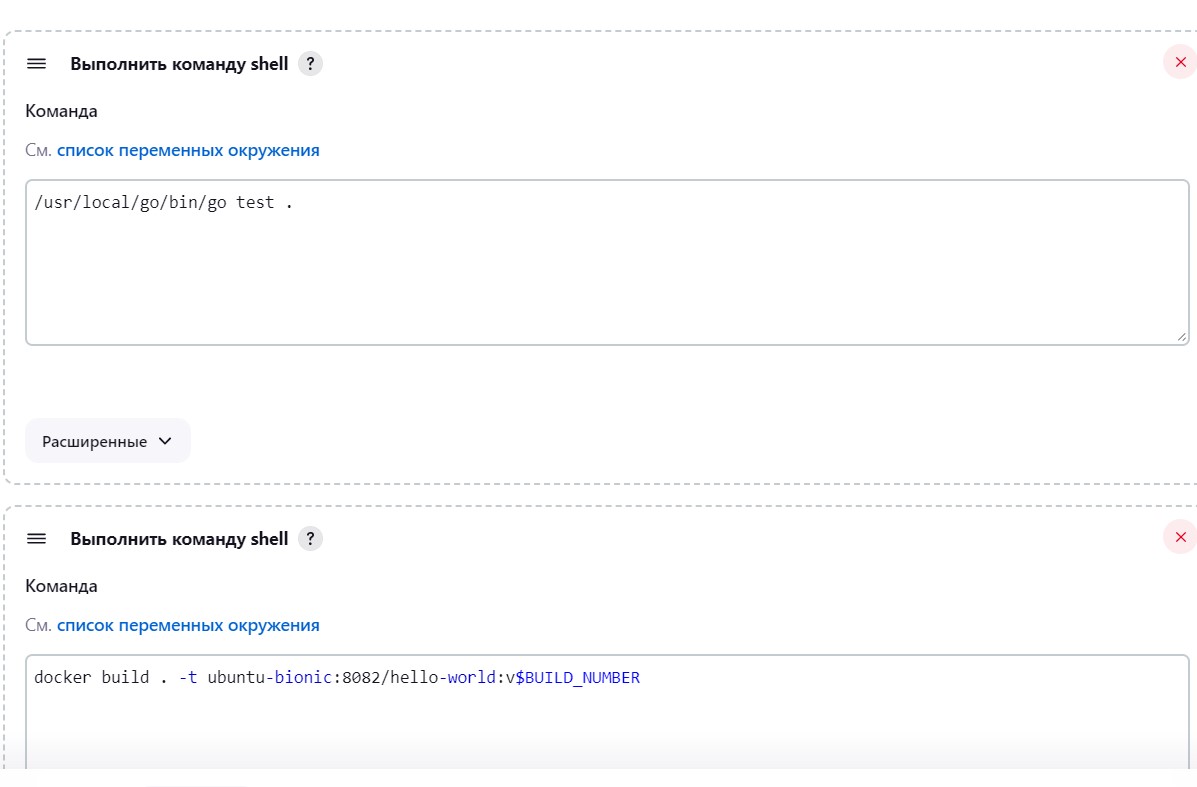 Выполнить команду shell ?
Команда
См. список переменных окружения
/usr/local/go/bin/go test .
Расширенные
Выполнить команду shell ?
Команда
См. список переменных окружения
docker build . -t ubuntu-bionic:8082/hello-world:v$BUILD_NUMBER